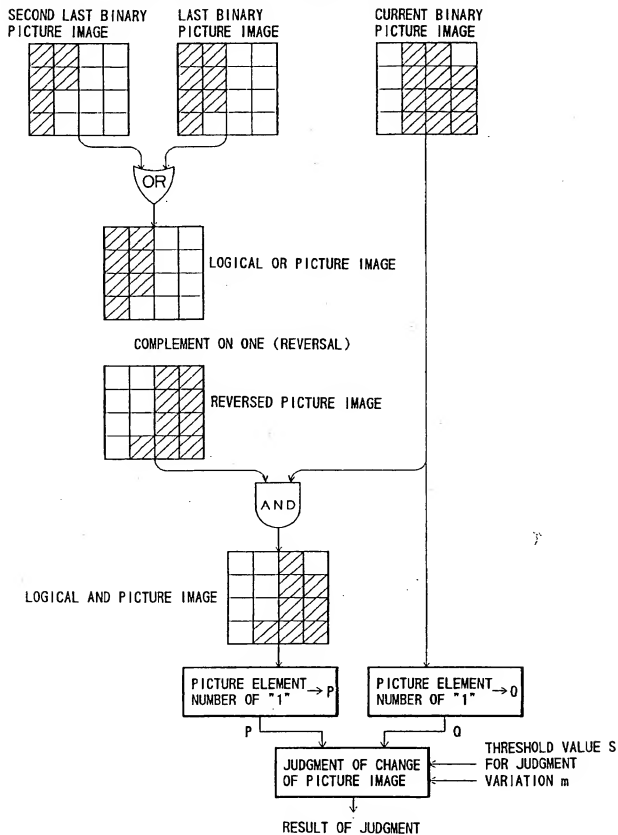 SECOND LAST BINARY
PICTURE IMAGE
LAST BINARY
PICTURE IMAGE
CURRENT BINARY
PICTURE IMAGE
OR
LOGICAL OR PICTURE IMAGE
COMPLEMENT ON ONE (REVERSAL)
REVERSED PICTURE IMAGE
AND
LOGICAL AND PICTURE IMAGE
PICTURE ELEMENT
NUMBER OF "1" → P
PICTURE ELEMENT
NUMBER OF "1" → Q
P
Q
JUDGMENT OF CHANGE
OF PICTURE IMAGE
THRESHOLD VALUE S
FOR JUDGMENT
VARIATION m
RESULT OF JUDGMENT